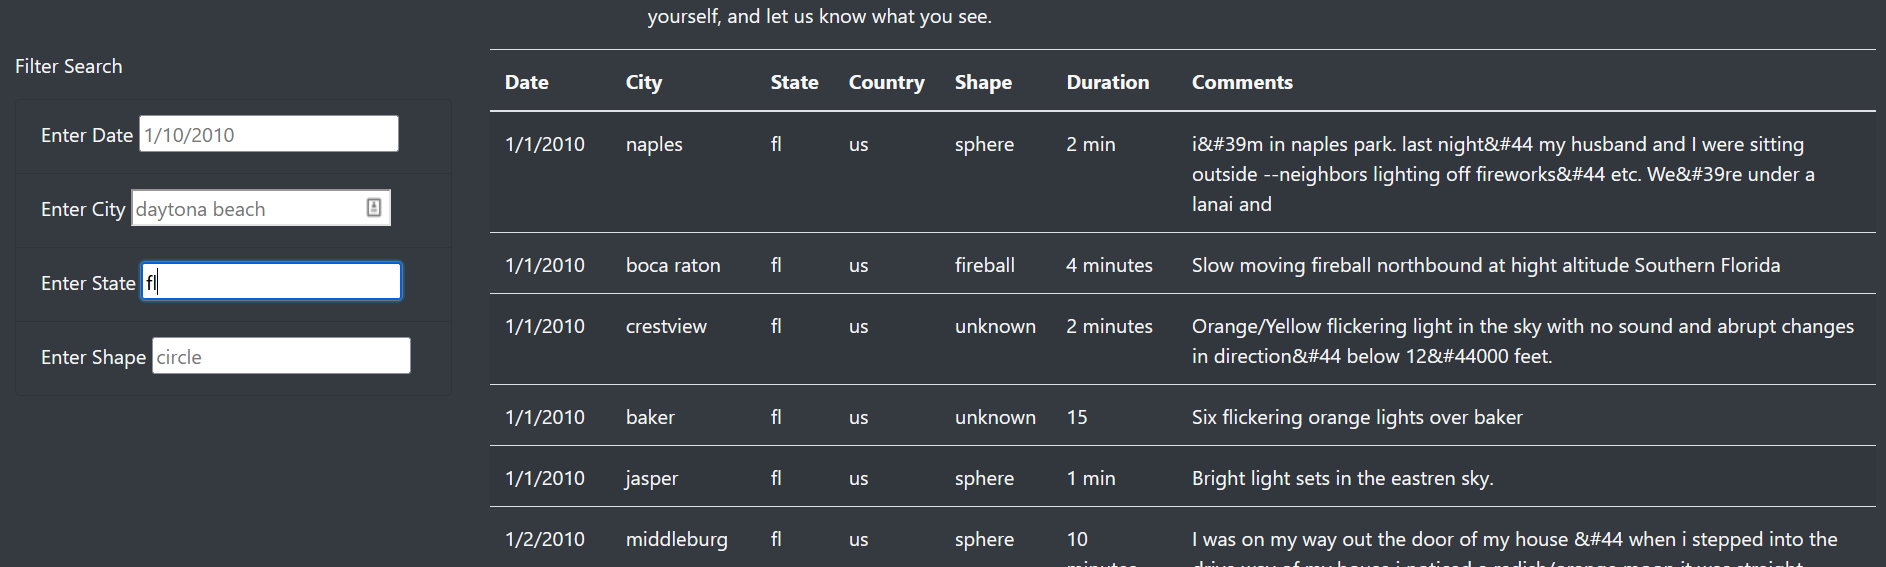 yourself, and let us know what you see.
Filter Search
Enter Date 1/10/2010
Enter City daytona beach
Enter State fl
Enter Shape circle
Date City State Country Shape Duration Comments
1/1/2010 naples fl us sphere 2 min i&#39m in naples park. last night&#44 my husband and I were sitting
outside --neighbors lighting off fireworks&#44 etc. We&#39re under a
lanai and
1/1/2010 boca raton fl us fireball 4 minutes Slow moving fireball northbound at hight altitude Southern Florida
1/1/2010 crestview fl us unknown 2 minutes Orange/Yellow flickering light in the sky with no sound and abrupt changes
in direction&#44 below 12&#44000 feet.
1/1/2010 baker fl us unknown 15 Six flickering orange lights over baker
1/1/2010 jasper fl us sphere 1 min Bright light sets in the eastren sky.
1/2/2010 middleburg fl us sphere 10 I was on my way out the door of my house &#44 when i stepped into the
minutes